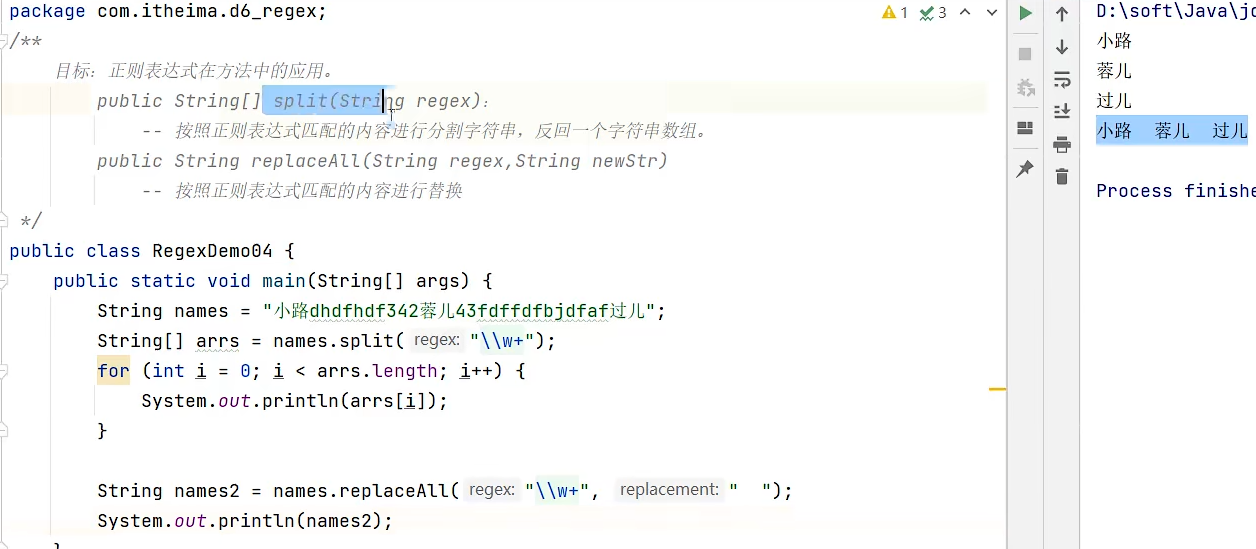 package com.itheima.d6_regex;
/**
目标：正则表达式在方法中的应用。
public String[] split(String regex)：
-- 按照正则表达式匹配的内容进行分割字符串，反回一个字符串数组。
public String replaceAll(String regex,String newStr)
-- 按照正则表达式匹配的内容进行替换
*/
public class RegexDemo04 {
public static void main(String[] args) {
String names = "小路dhdfhdf342蓉儿43fdffdfbjdfaf过儿";
String[] arrs = names.split( regex: "\\w+");
for (int i = 0; i < arrs.length; i++) {
System.out.println(arrs[i]);
}
String names2 = names.replaceAll( regex: "\\w+", replacement: "  ");
System.out.println(names2);
1
3
D:\soft\Java\jd
小路
蓉儿
过儿
小路  蓉儿  过儿
Process finishe